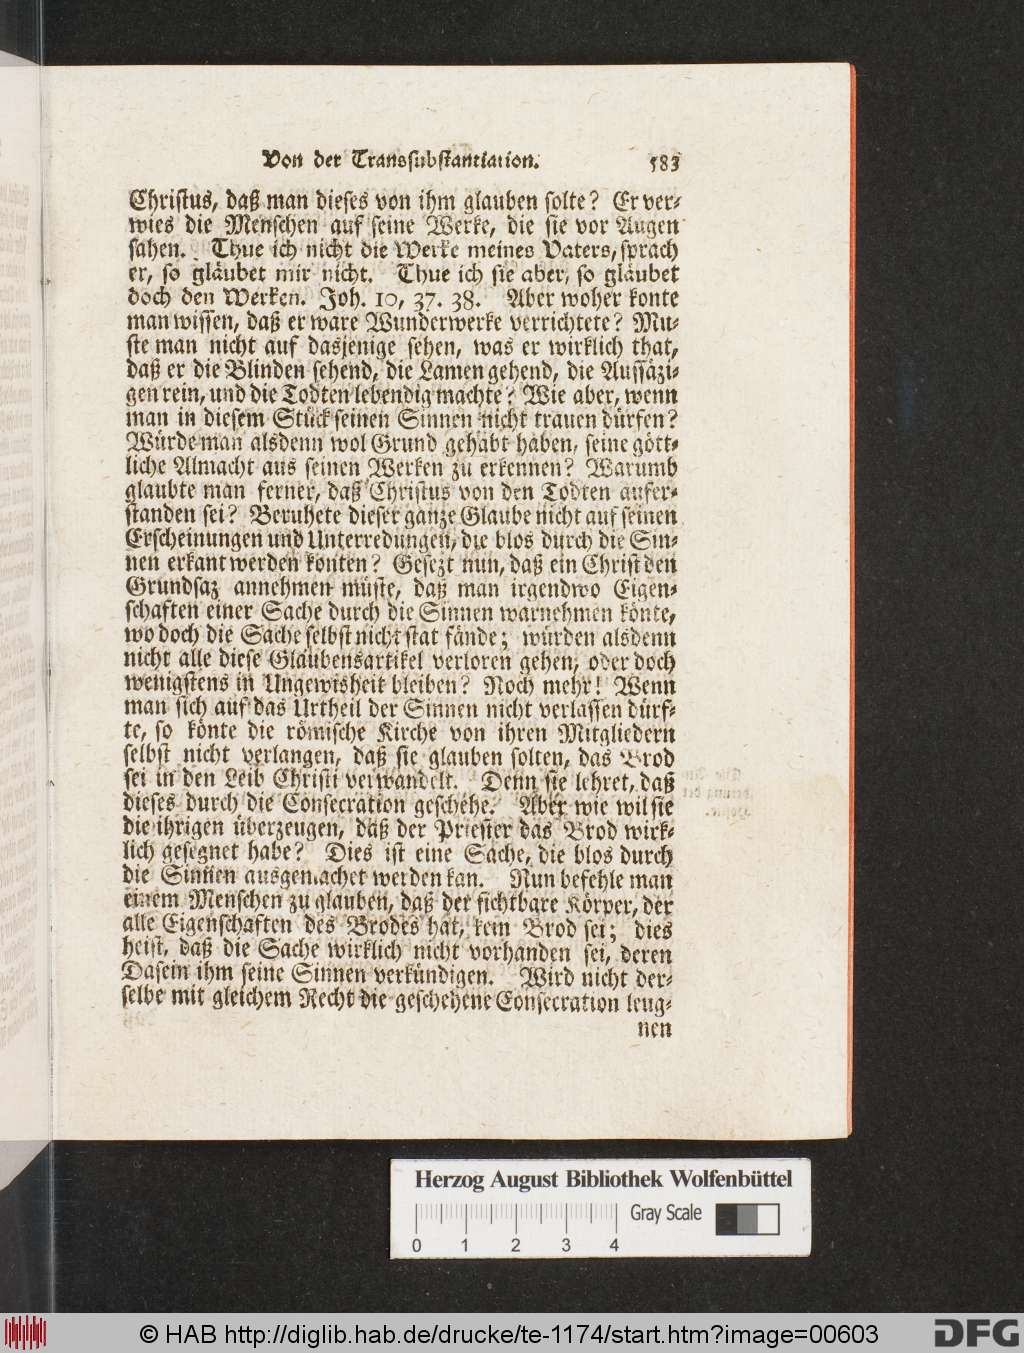 Von der Transsubstantiation. 583
Christus, daß man dieses von ihm glauben solte? Er ver-
wies die Menschen auf seine Werke, die sie vor Augen
sahen. Thue ich nicht die Werke meines Vaters, sprach
er, so gläubet mir nicht. Thue ich sie aber, so gläubet
doch den Werken. Joh. 10, 37. 38. Aber woher konte
man wissen, daß er ware Wunderwerke verrichtete? Mu-
ste man nicht auf dasjenige sehen, was er wirklich that,
daß er die Blinden sehend, die Lamen gehend, die Aussäzi-
gen rein, und die Todten lebendig machte? Wie aber, wenn
man in diesem Stück seinen Sinnen nicht trauen dürfen?
Würde man alsdenn wol Grund gehabt haben, seine gött-
liche Almacht aus seinen Werken zu erkennen? Warumb
glaubte man ferner, daß Christus von den Todten aufer-
standen sei? Beruhete dieser ganze Glaube nicht auf seinen
Erscheinungen und Unterredungen, die blos durch die Sin-
nen erkant werden konten? Gesezt nun, daß ein Christ den
Grundsaz annehmen müste, daß man irgendwo Eigen-
schaften einer Sache durch die Sinnen warnehmen könte,
wo doch die Sache selbst nicht stat fände; würden alsdenn
nicht alle diese Glaubensartikel verloren gehen, oder doch
wenigstens in Ungewisheit bleiben? Noch mehr! Wenn
man sich auf das Urtheil der Sinnen nicht verlassen dürf-
te, so könte die römische Kirche von ihren Mitgliedern
selbst nicht verlangen, daß sie glauben solten, das Brod
sei in den Leib Christi verwandelt. Denn sie lehret, daß
dieses durch die Consecration geschehe. Aber wie wil sie
die ihrigen überzeugen, daß der Priester das Brod wirk-
lich gesegnet habe? Dies ist eine Sache, die blos durch
die Sinnen ausgemachet werden kan. Nun befehle man
einem Menschen zu glauben, daß der sichtbare Körper, der
alle Eigenschaften des Brodes hat, kein Brod sei; dies
heist, daß die Sache wirklich nicht vorhanden sei, deren
Dasein ihm seine Sinnen verkündigen. Wird nicht der-
selbe mit gleichem Recht die geschehene Consecration leug-
nen
Herzog August Bibliothek Wolfenbüttel
Gray Scale
0 1 2 3 4
© HAB http://diglib.hab.de/drucke/te-1174/start.htm?image=00603
DFG